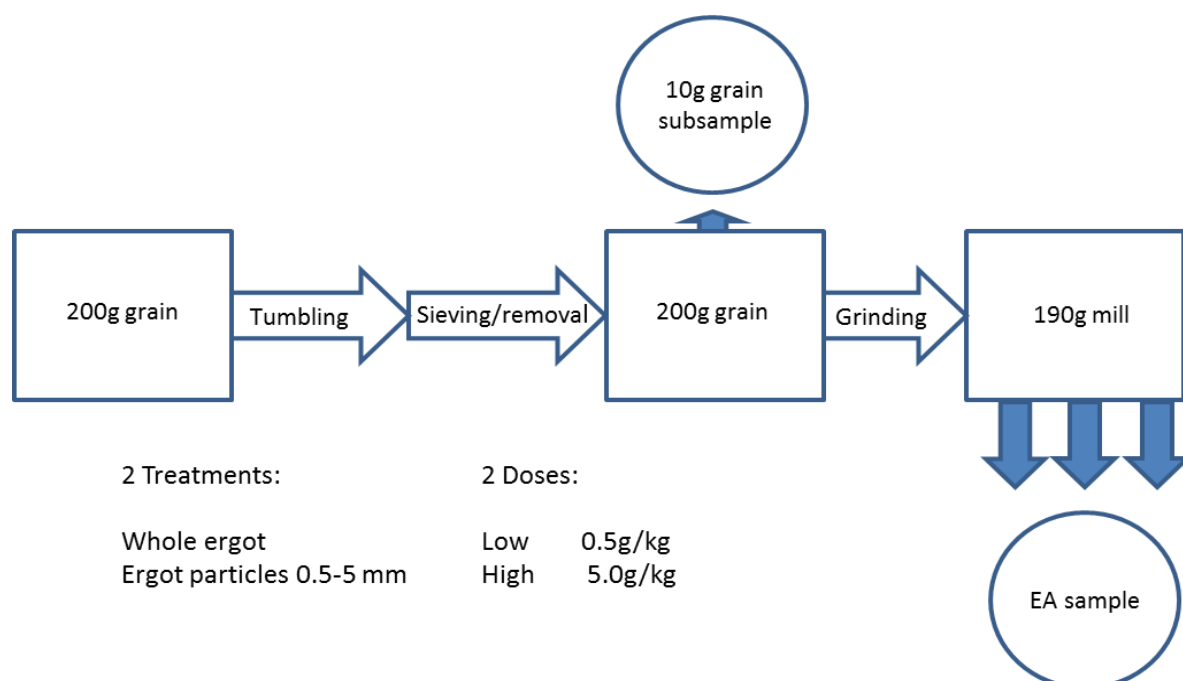 10g grain
subsample
200g grain
Tumbling
Sieving/removal
200g grain
Grinding
190g mill
2 Treatments:
Whole ergot
Ergot particles 0.5-5 mm
2 Doses:
Low 0.5g/kg
High 5.0g/kg
EA sample